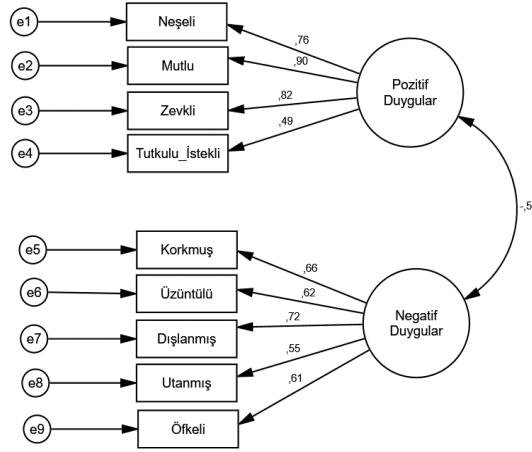 e1
Neşeli
,76
e2
Mutlu
,90
Pozitif
Duygular
e3
Zevkli
,82
e4
Tutkulu_İstekli
,49
-,5
e5
Korkmuş
,66
e6
Üzüntülü
,62
e7
Dışlanmış
,72
Negatif
Duygular
e8
Utanmış
,55
e9
Öfkeli
,61